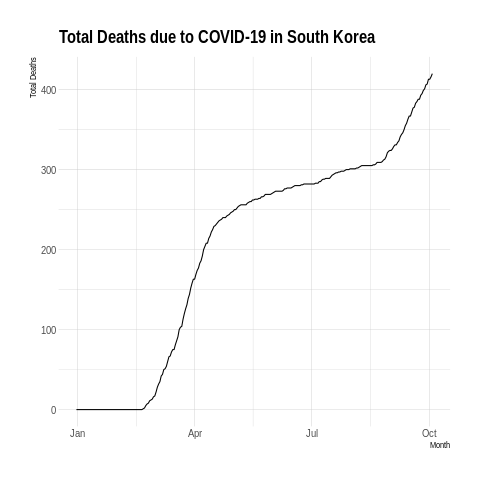 Total Deaths due to COVID-19 in South Korea
Total Deaths
400
300
200
100
0
Jan Apr Jul Oct
Month